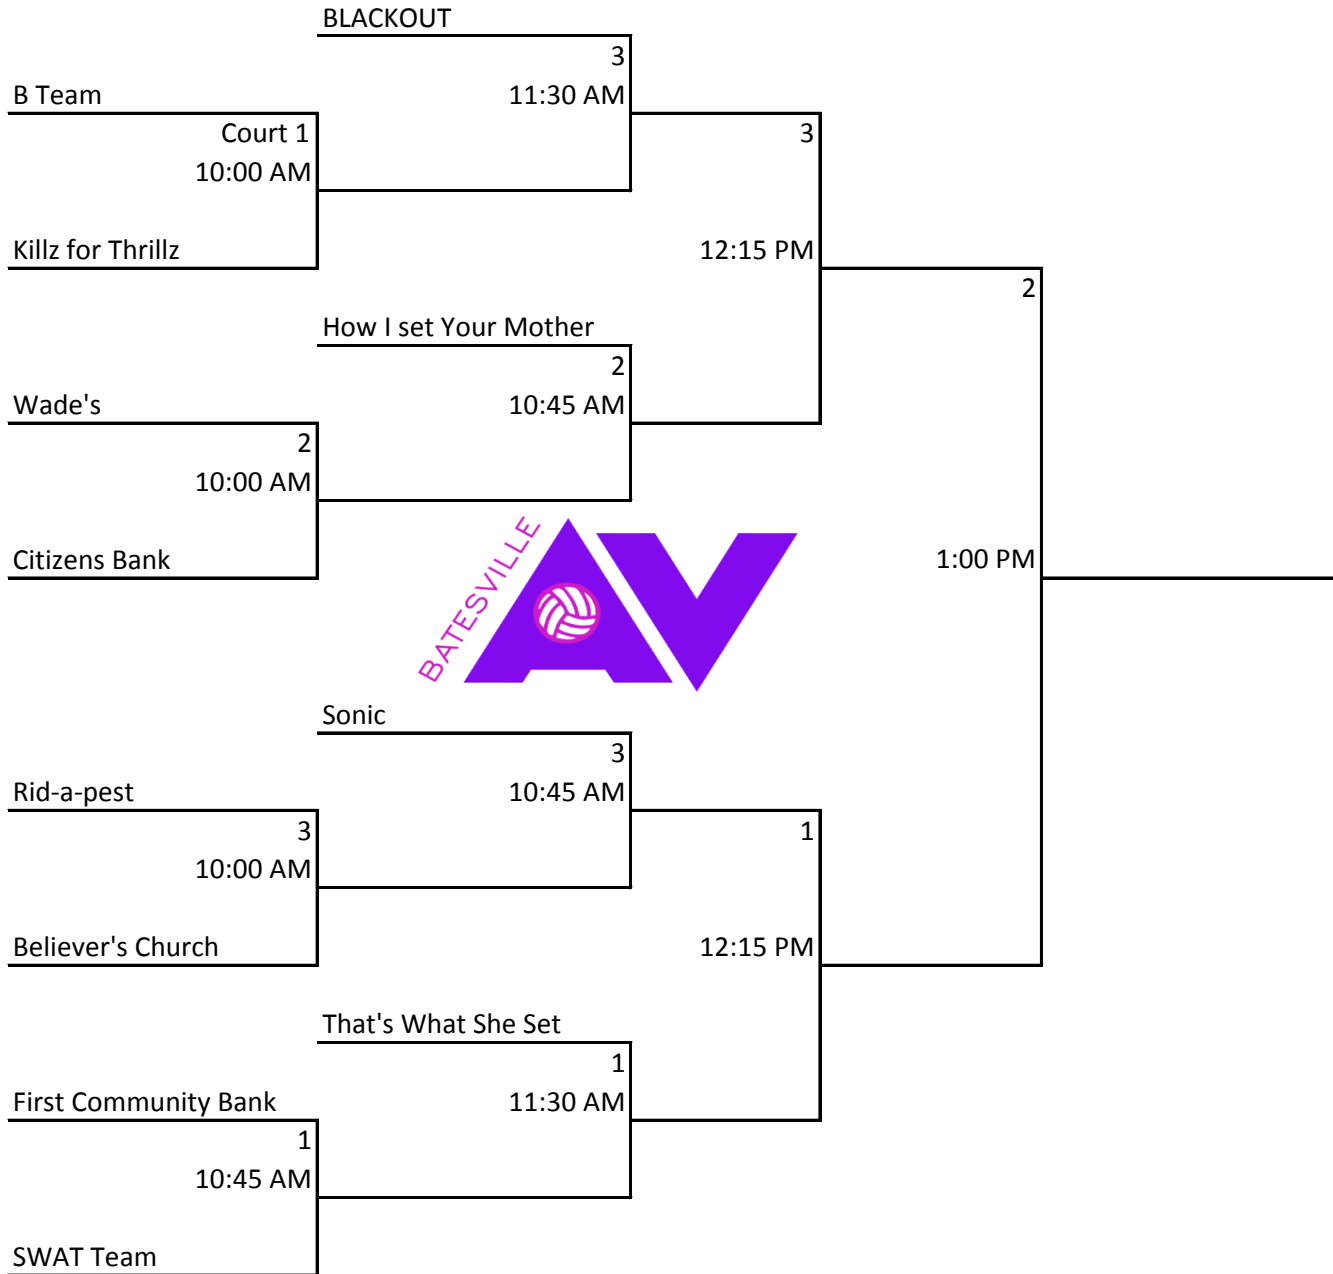 BLACKOUT
3
B Team
11:30 AM
Court 1
3
10:00 AM
Killz for Thrillz
12:15 PM
2
How I set Your Mother
2
Wade's
10:45 AM
2
10:00 AM
BATESVILLE
AV
Citizens Bank
1:00 PM
Sonic
3
Rid-a-pest
10:45 AM
3
1
10:00 AM
Believer's Church
12:15 PM
That's What She Set
1
First Community Bank
11:30 AM
1
10:45 AM
SWAT Team